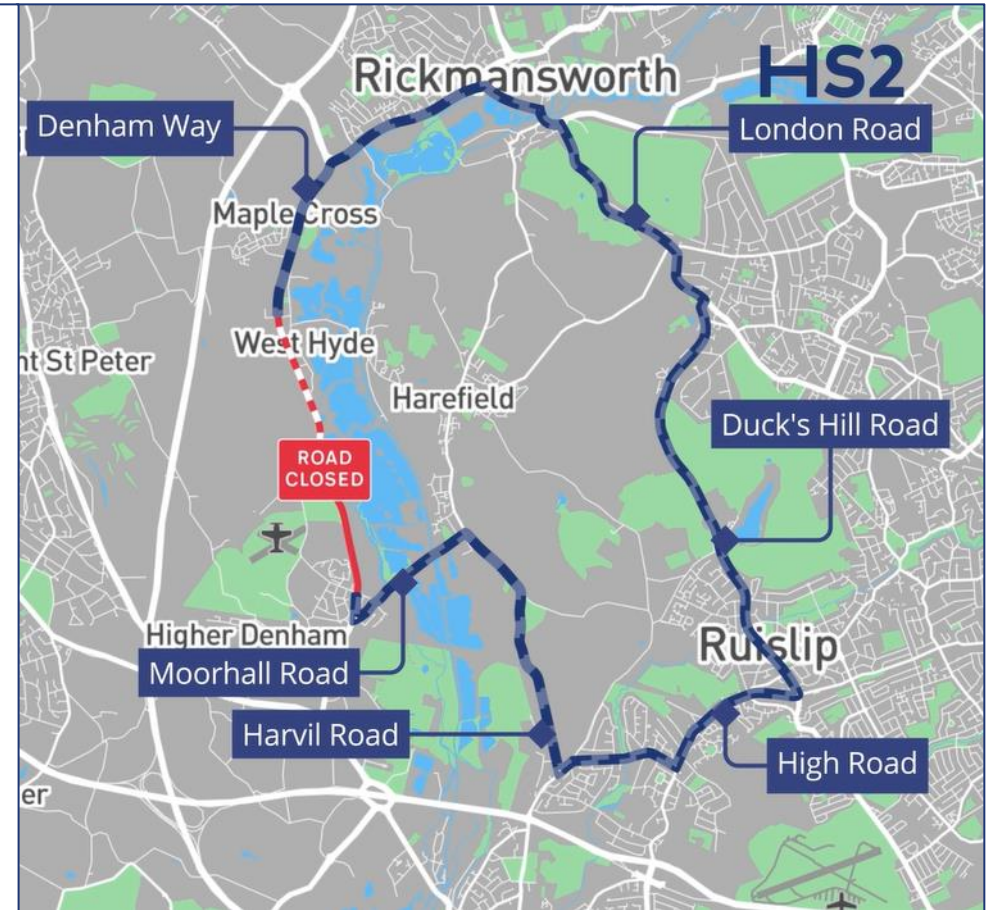 Rickmansworth
HS2
Denham Way
London Road
Maple Cross
West Hyde
nt St Peter
Harefield
Duck's Hill Road
ROAD
CLOSED
Higher Denham
Ruislip
Moorhall Road
Harvil Road
High Road
er